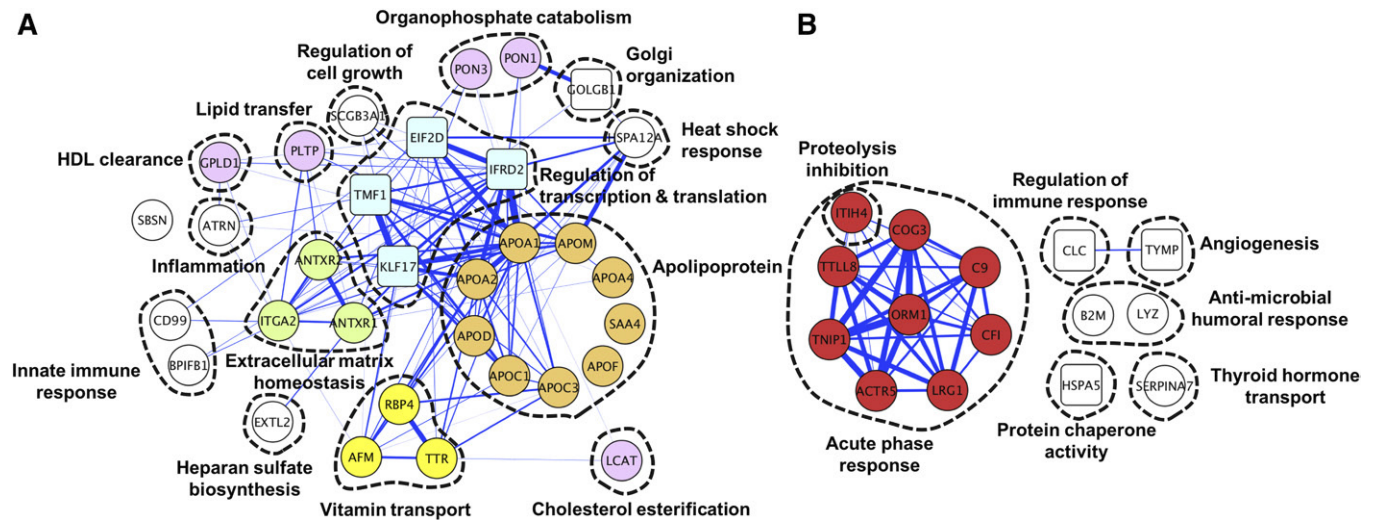 A
Organophosphate catabolism
Regulation of
cell growth
PON3
PON1
Golgi
organization
GOLGB1
Lipid transfer
SCGB3A1
EIF2D
HSPA12A
Heat shock
response
HDL clearance
GPLD1
PLTP
IFRD2
Regulation of
transcription & translation
TMF1
SBSN
ATRN
Inflammation
ANTXR2
KLF17
APOA1
APOM
Apolipoprotein
APOA2
APOA4
CD99
ITGA2
ANTXR1
SAA4
APOD
BPIFB1
Extracellular matrix
homeostasis
APOF
Innate immune
response
APOC1
APOC3
EXTL2
RBP4
Heparan sulfate
biosynthesis
AFM
TTR
LCAT
Vitamin transport
Cholesterol esterification
B
Proteolysis
inhibition
ITIH4
COG3
TTLL8
C9
ORM1
TNIP1
CFI
ACTR5
LRG1
Acute phase
response
Regulation of
immune response
CLC
TYMP
Angiogenesis
B2M
LYZ
Anti-microbial
humoral response
HSPA5
SERPINA7
Thyroid hormone
transport
Protein chaperone
activity